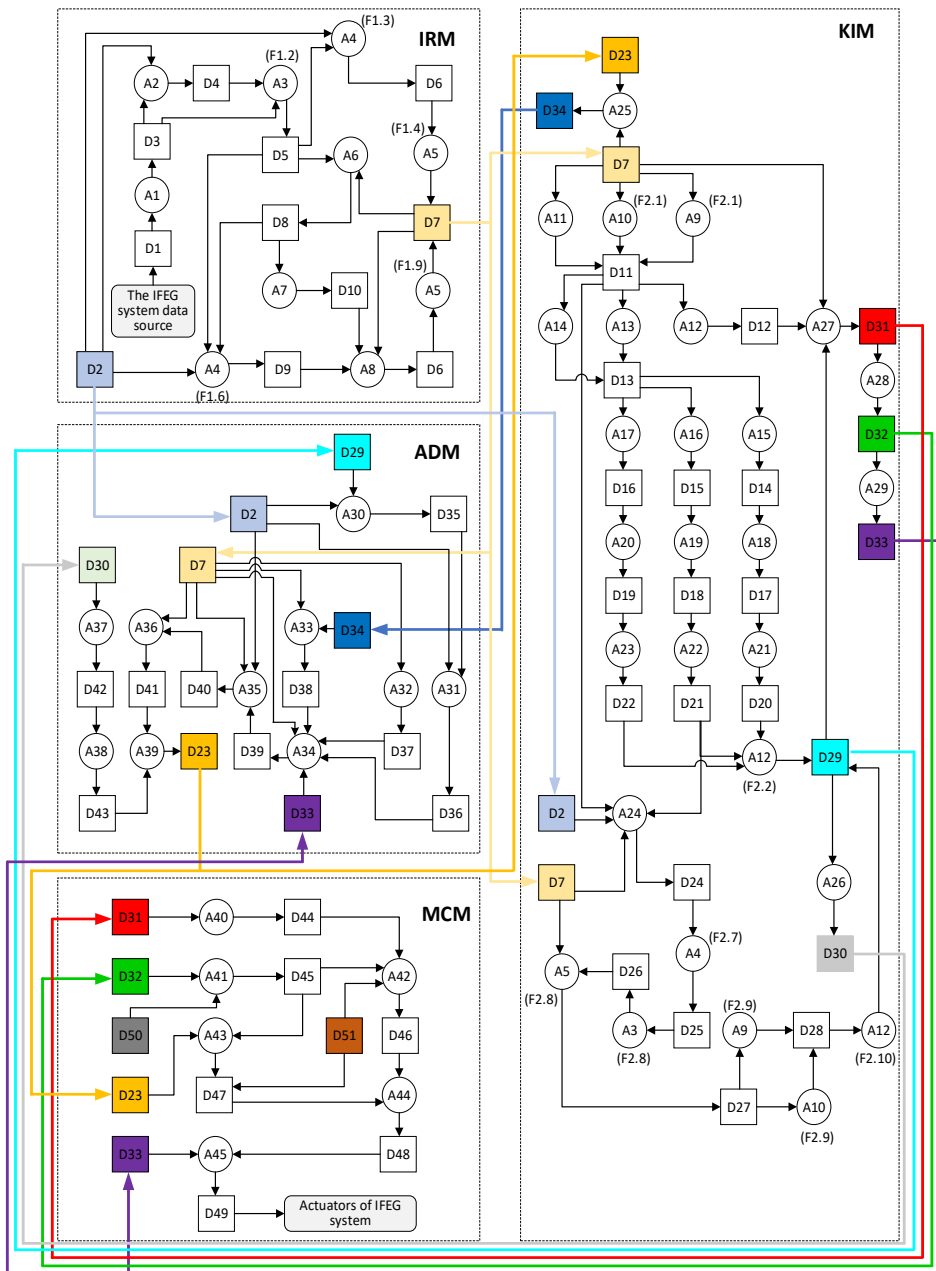 IRM
A4
(F1.3)
A2
D4
A3
(F1.2)
D6
D3
D5
A6
(F1.4)
A5
A1
D8
D7
D1
A7
D10
(F1.9)
A5
The IFEG
system data
source
D2
A4
(F1.6)
D9
A8
D6
ADM
D29
D2
A30
D35
D30
D7
A37
A36
A33
D34
D42
D41
D40
A35
D38
A32
A31
A38
A39
D23
D39
A34
D37
D43
D33
D36
MCM
D31
A40
D44
D32
A41
D45
A42
D50
A43
D51
D46
D23
D47
A44
D33
A45
D48
D49
Actuators of IFEG
system
KIM
D23
D34
A25
D7
A11
A10
(F2.1)
A9
(F2.1)
D11
A14
A13
A12
D12
A27
D31
D13
A28
A17
A16
A15
D32
D16
D15
D14
A29
A20
A19
A18
D33
D19
D18
D17
A23
A22
A21
D22
D21
D20
A12
(F2.2)
D29
D2
A24
D7
D24
A26
A4
(F2.7)
D30
A5
(F2.8)
D26
A3
(F2.8)
D25
(F2.9)
A9
D28
A12
(F2.10)
D27
A10
(F2.9)